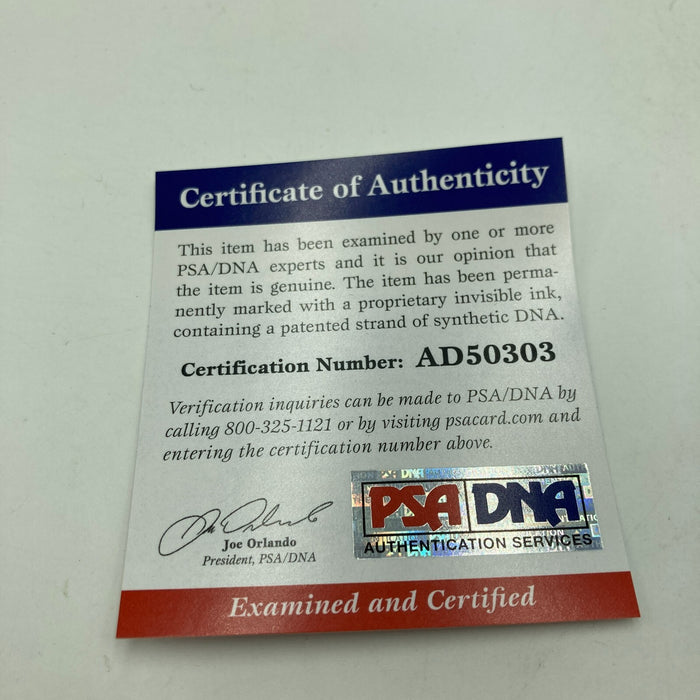 Certificate of Authenticity
This item has been examined by one or more
PSA/DNA experts and it is our opinion that
the item is genuine. The item has been perma-
nently marked with a proprietary invisible ink,
containing a patented strand of synthetic DNA.
Certification Number: AD50303
Verification inquiries can be made to PSA/DNA by
calling 800-325-1121 or by visiting psacard.com and
entering the certification number above.
Joe Orlando
President, PSA/DNA
PSA DNA
AUTHENTICATION SERVICES
Examined and Certified